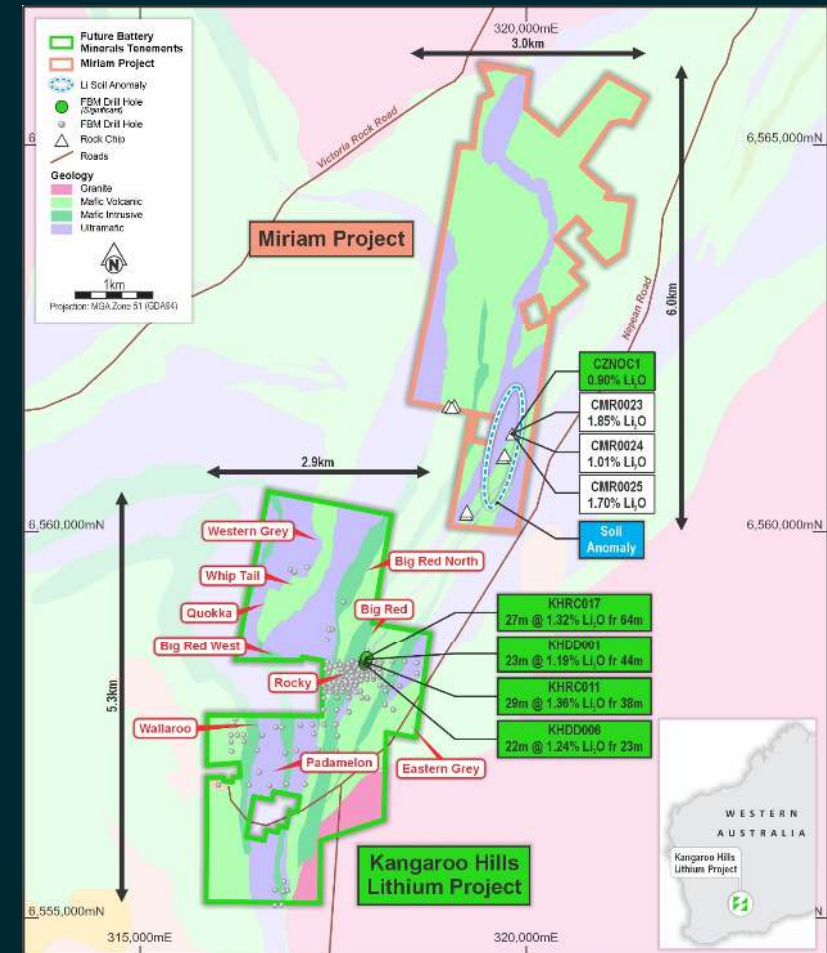 Future Battery
Minerals Tenements
Miriam Project
Li Soil Anomaly
FBM Drill Hole
(Significant)
FBM Drill Hole
Rock Chip
Roads
Geology
Granite
Mafic Volcanic
Mafic Intrusive
Ultramafic
N
1km
Projection: MGA Zone 51 (GDA94)
320,000mE
3.0km
Victoria Rock Road
6,565,000mN
Miriam Project
Nepean Road
6.0km
CZNOC1
0.90% Li₂O
CMR0023
1.85% Li₂O
CMR0024
1.01% Li₂O
CMR0025
1.70% Li₂O
Soil
Anomaly
2.9km
6,560,000mN
6,560,000mN
Western Grey
Whip Tail
Quokka
Big Red West
Big Red North
Big Red
Rocky
5.3km
Wallaroo
Padamelon
Eastern Grey
KHRC017
27m @ 1.32% Li₂O fr 64m
KHDD001
23m @ 1.19% Li₂O fr 44m
KHRC011
29m @ 1.36% Li₂O fr 38m
KHDD006
22m @ 1.24% Li₂O fr 23m
Kangaroo Hills
Lithium Project
WESTERN
AUSTRALIA
Kangaroo Hills
Lithium Project
6,555,000mN
315,000mE
320,000mE